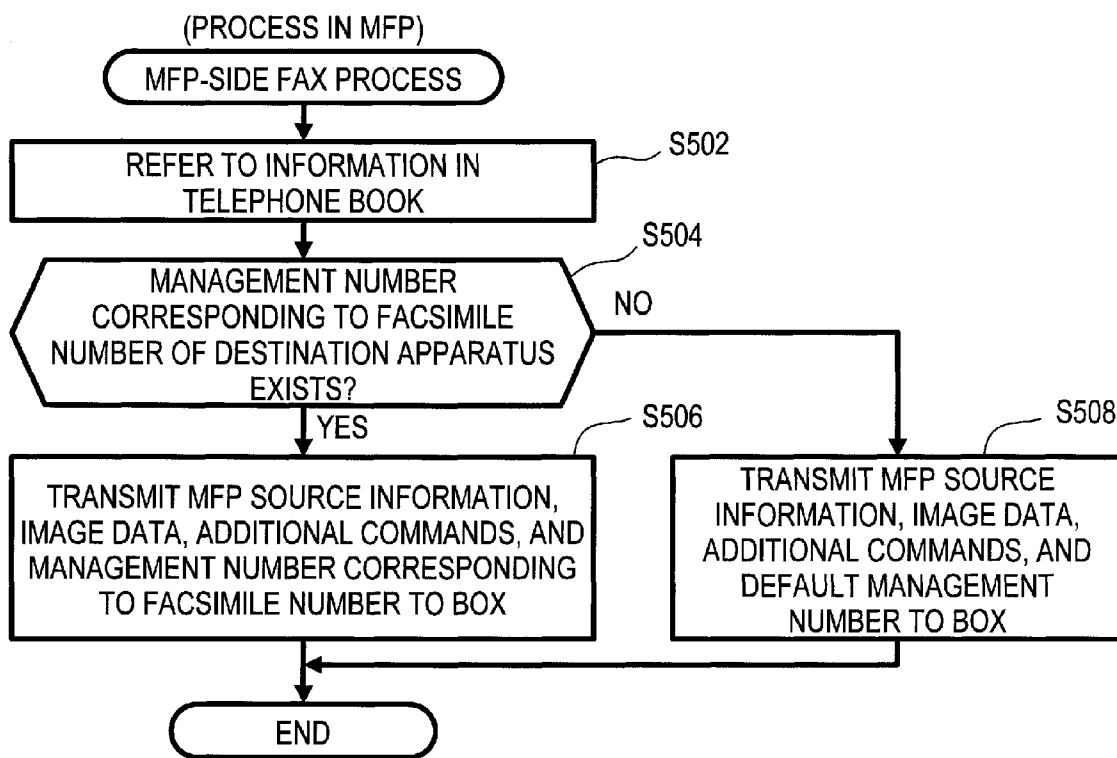 (PROCESS IN MFP)
MFP-SIDE FAX PROCESS
S502
REFER TO INFORMATION IN
TELEPHONE BOOK
S504
MANAGEMENT NUMBER
CORRESPONDING TO FACSIMILE
NUMBER OF DESTINATION APPARATUS
EXISTS?
NO
YES
S506
TRANSMIT MFP SOURCE INFORMATION,
IMAGE DATA, ADDITIONAL COMMANDS, AND
MANAGEMENT NUMBER CORRESPONDING
TO FACSIMILE NUMBER TO BOX
S508
TRANSMIT MFP SOURCE
INFORMATION, IMAGE DATA,
ADDITIONAL COMMANDS, AND
DEFAULT MANAGEMENT
NUMBER TO BOX
END